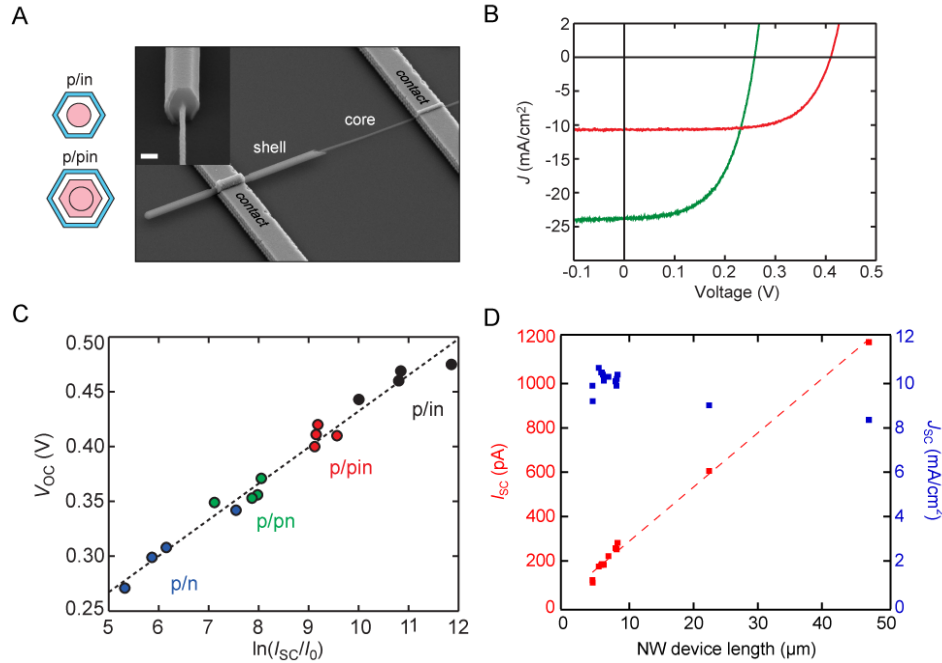 A
p/in
p/pin
contact
core
shell
contact
B
2
0
-5
-10
-15
-20
-25
J (mA/cm2)
-0.1 0 0.1 0.2 0.3 0.4 0.5
Voltage (V)
C
0.50
0.45
0.40
0.35
0.30
0.25
VOC (V)
p/in
p/pin
p/pn
p/n
5 6 7 8 9 10 11 12
ln(ISC/I0)
D
1200
1000
800
600
400
200
0
ISC (pA)
12
10
8
6
4
2
0
JSC (mA/cm2)
0 10 20 30 40 50
NW device length (μm)